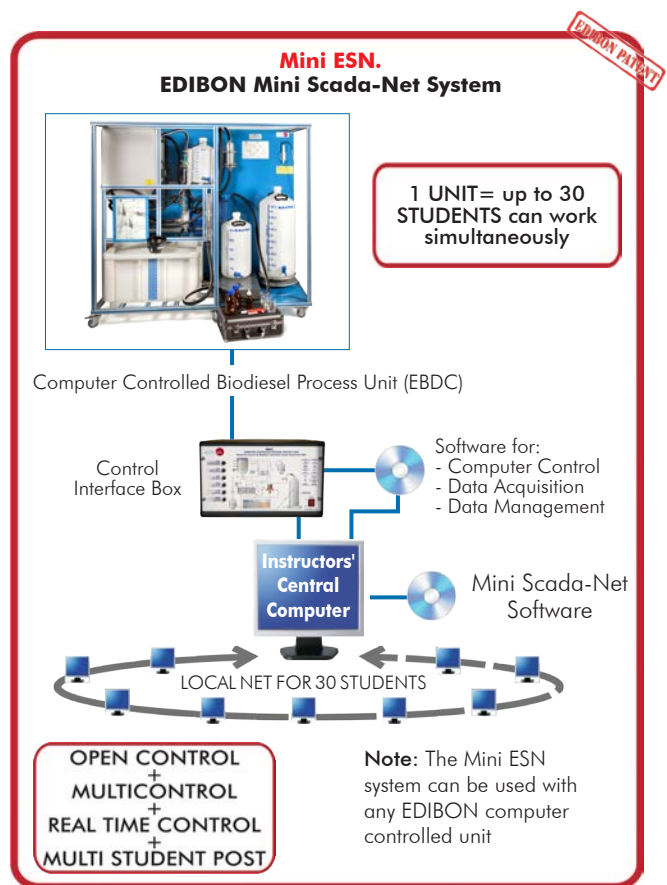 EDIBON PATENT
Mini ESN.
EDIBON Mini Scada-Net System
1 UNIT= up to 30
STUDENTS can work
simultaneously
Computer Controlled Biodiesel Process Unit (EBDC)
Control
Interface Box
Software for:
- Computer Control
- Data Acquisition
- Data Management
Instructors'
Central
Computer
Mini Scada-Net
Software
LOCAL NET FOR 30 STUDENTS
OPEN CONTROL
+
MULTICONTROL
+
REAL TIME CONTROL
+
MULTI STUDENT POST
Note: The Mini ESN
system can be used with
any EDIBON computer
controlled unit